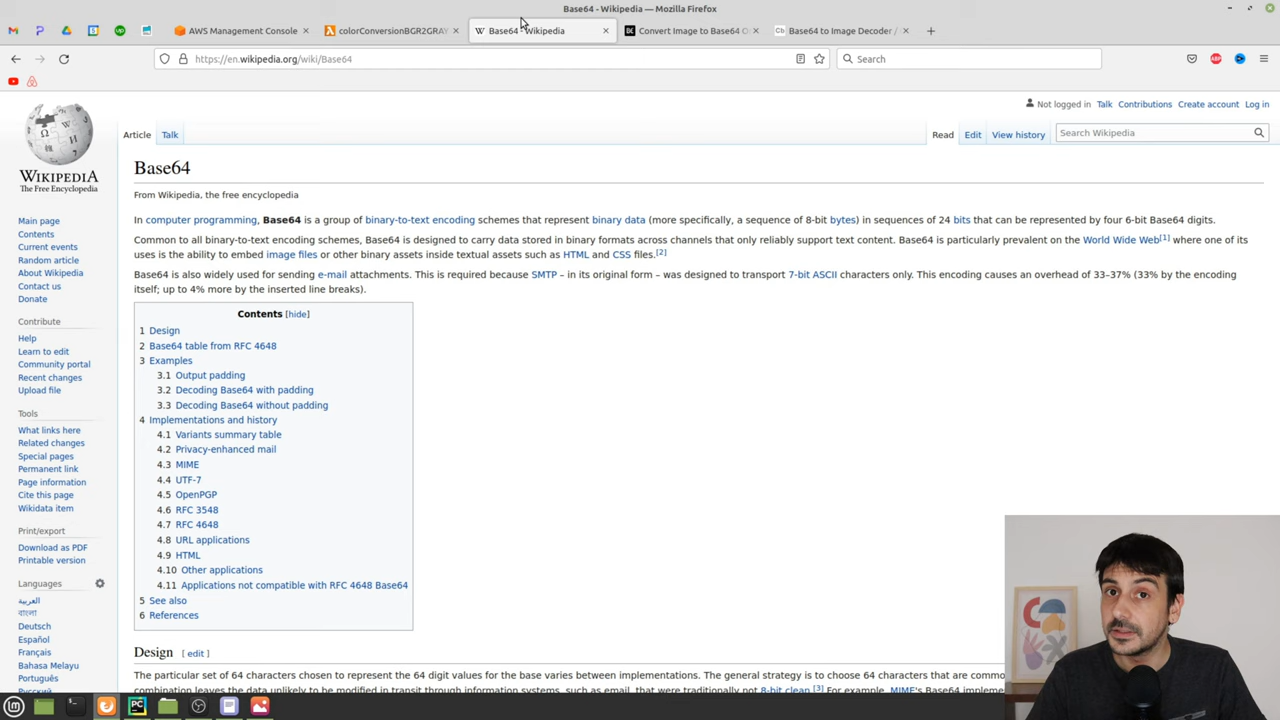 Base64 - Wikipedia — Mozilla Firefox
AWS Management Console
colorConversionBGR2GRAY
Base64 - Wikipedia
Convert Image to Base64 O
Base64 to Image Decoder /
https://en.wikipedia.org/wiki/Base64
Search
Not logged in Talk Contributions Create account Log in
Article Talk
Read Edit View history
Search Wikipedia
WIKIPEDIA
The Free Encyclopedia
Main page
Contents
Current events
Random article
About Wikipedia
Contact us
Donate
Contribute
Help
Learn to edit
Community portal
Recent changes
Upload file
Tools
What links here
Related changes
Special pages
Permanent link
Page information
Cite this page
Wikidata item
Print/export
Download as PDF
Printable version
Languages
العربية
বাংলা
Deutsch
Español
Français
Bahasa Melayu
Português
Русский
Base64
From Wikipedia, the free encyclopedia
In computer programming, Base64 is a group of binary-to-text encoding schemes that represent binary data (more specifically, a sequence of 8-bit bytes) in sequences of 24 bits that can be represented by four 6-bit Base64 digits.
Common to all binary-to-text encoding schemes, Base64 is designed to carry data stored in binary formats across channels that only reliably support text content. Base64 is particularly prevalent on the World Wide Web[1] where one of its
uses is the ability to embed image files or other binary assets inside textual assets such as HTML and CSS files.[2]
Base64 is also widely used for sending e-mail attachments. This is required because SMTP – in its original form – was designed to transport 7-bit ASCII characters only. This encoding causes an overhead of 33–37% (33% by the encoding
itself; up to 4% more by the inserted line breaks).
Contents [hide]
1 Design
2 Base64 table from RFC 4648
3 Examples
3.1 Output padding
3.2 Decoding Base64 with padding
3.3 Decoding Base64 without padding
4 Implementations and history
4.1 Variants summary table
4.2 Privacy-enhanced mail
4.3 MIME
4.4 UTF-7
4.5 OpenPGP
4.6 RFC 3548
4.7 RFC 4648
4.8 URL applications
4.9 HTML
4.10 Other applications
4.11 Applications not compatible with RFC 4648 Base64
5 See also
6 References
Design [ edit ]
The particular set of 64 characters chosen to represent the 64 digit values for the base varies between implementations. The general strategy is to choose 64 characters that are common
combination leaves the data unlikely to be modified in transit through information systems, such as email, that were traditionally not 8-bit clean.[3] For example, MIME's Base64 impleme